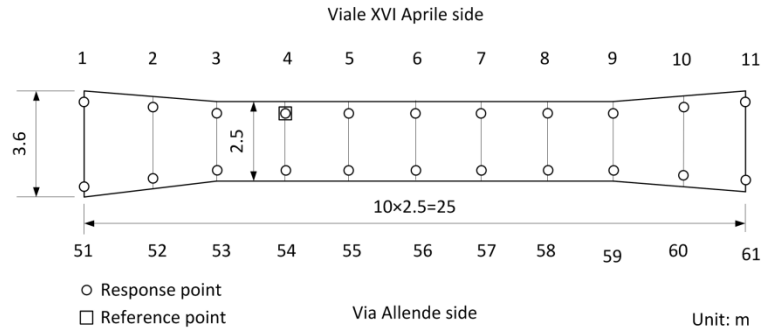 Viale XVI Aprile side
1 2 3 4 5 6 7 8 9 10 11
3.6
2.5
10×2.5=25
51 52 53 54 55 56 57 58 59 60 61
Response point
Reference point
Via Allende side
Unit: m